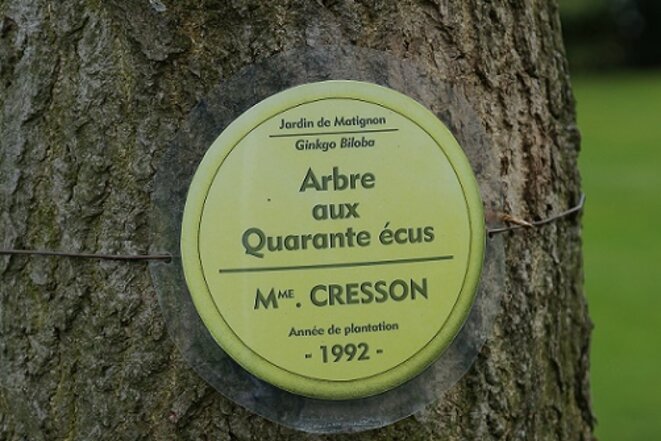 Jardin de Matignon
Ginkgo Biloba
Arbre
aux
Quarante écus
Mme. CRESSON
Année de plantation
- 1992 -